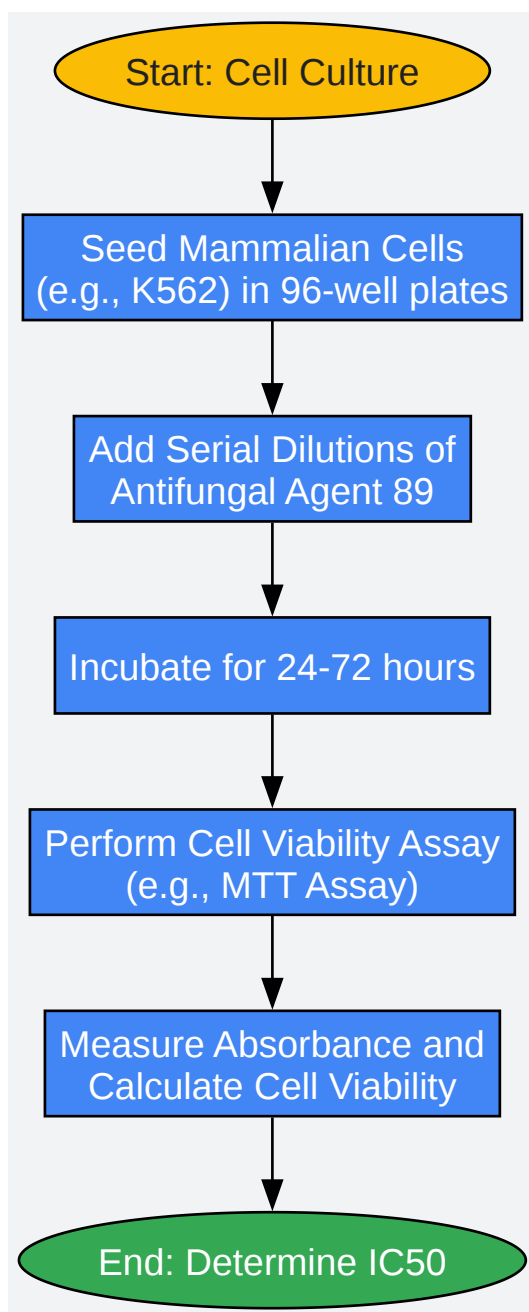 Start: Cell Culture
Seed Mammalian Cells
(e.g., K562) in 96-well plates
Add Serial Dilutions of
Antifungal Agent 89
Incubate for 24-72 hours
Perform Cell Viability Assay
(e.g., MTT Assay)
Measure Absorbance and
Calculate Cell Viability
End: Determine IC50